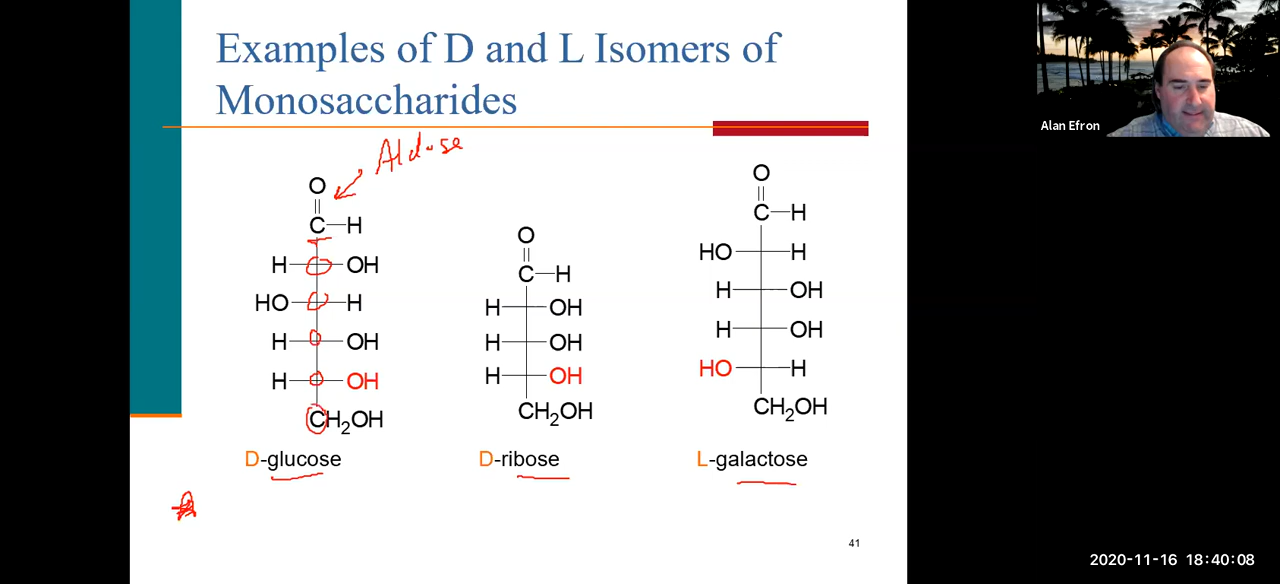 Examples of D and L Isomers of
Monosaccharides
Aldose
O
C–H
H OH
HO H
H OH
H OH
CH₂OH
D-glucose
O
C–H
H OH
H OH
H OH
CH₂OH
D-ribose
O
C–H
HO H
H OH
H OH
HO H
CH₂OH
L-galactose
41
Alan Efron
2020-11-16 18:40:08